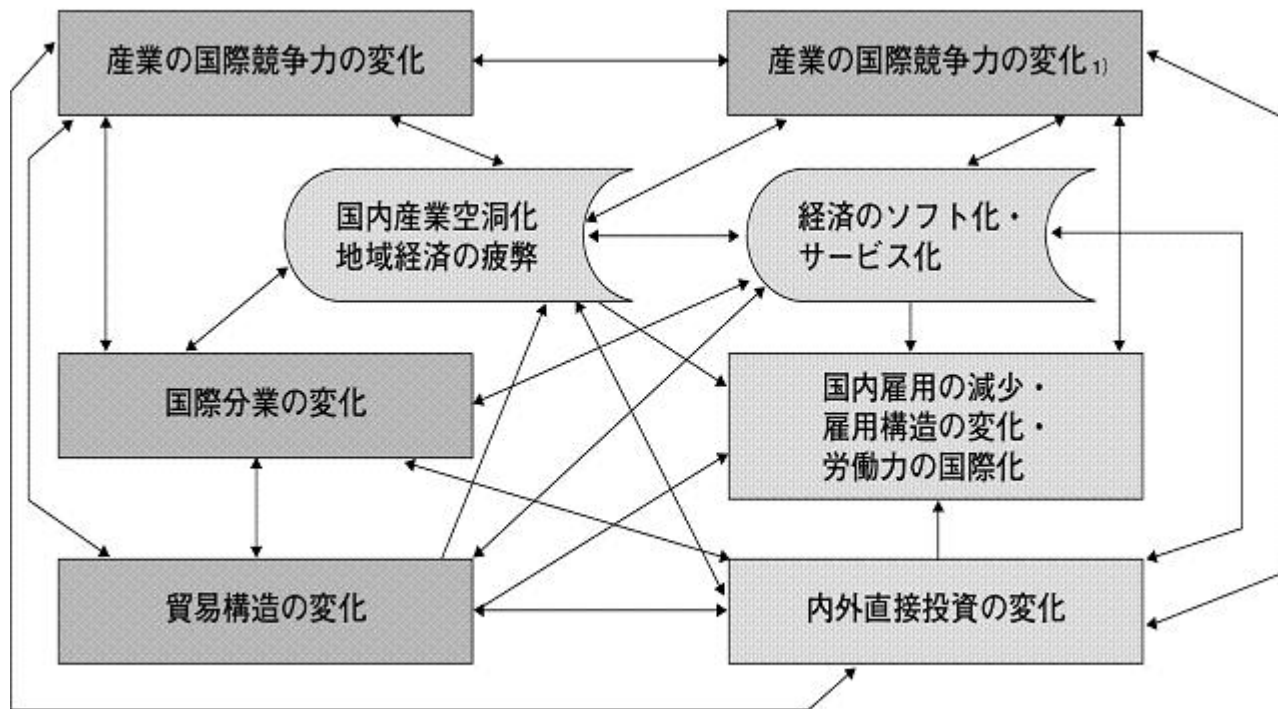 産業の国際競争力の変化
産業の国際競争力の変化 1)
国内産業空洞化
地域経済の疲弊
経済のソフト化・
サービス化
国際分業の変化
国内雇用の減少・
雇用構造の変化・
労働力の国際化
貿易構造の変化
内外直接投資の変化